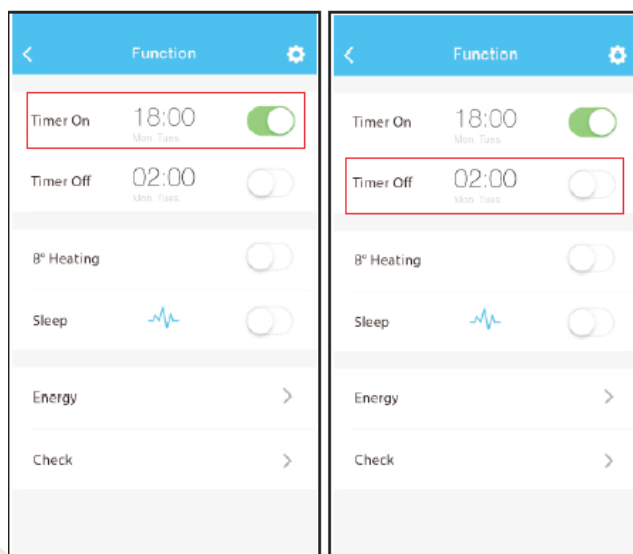 Function
Timer On 18:00
Mon. Tues
Timer Off 02:00
Mon. Tues
8° Heating
Sleep
Energy
Check
Function
Timer On 18:00
Mon. Tues
Timer Off 02:00
Mon. Tues
8° Heating
Sleep
Energy
Check